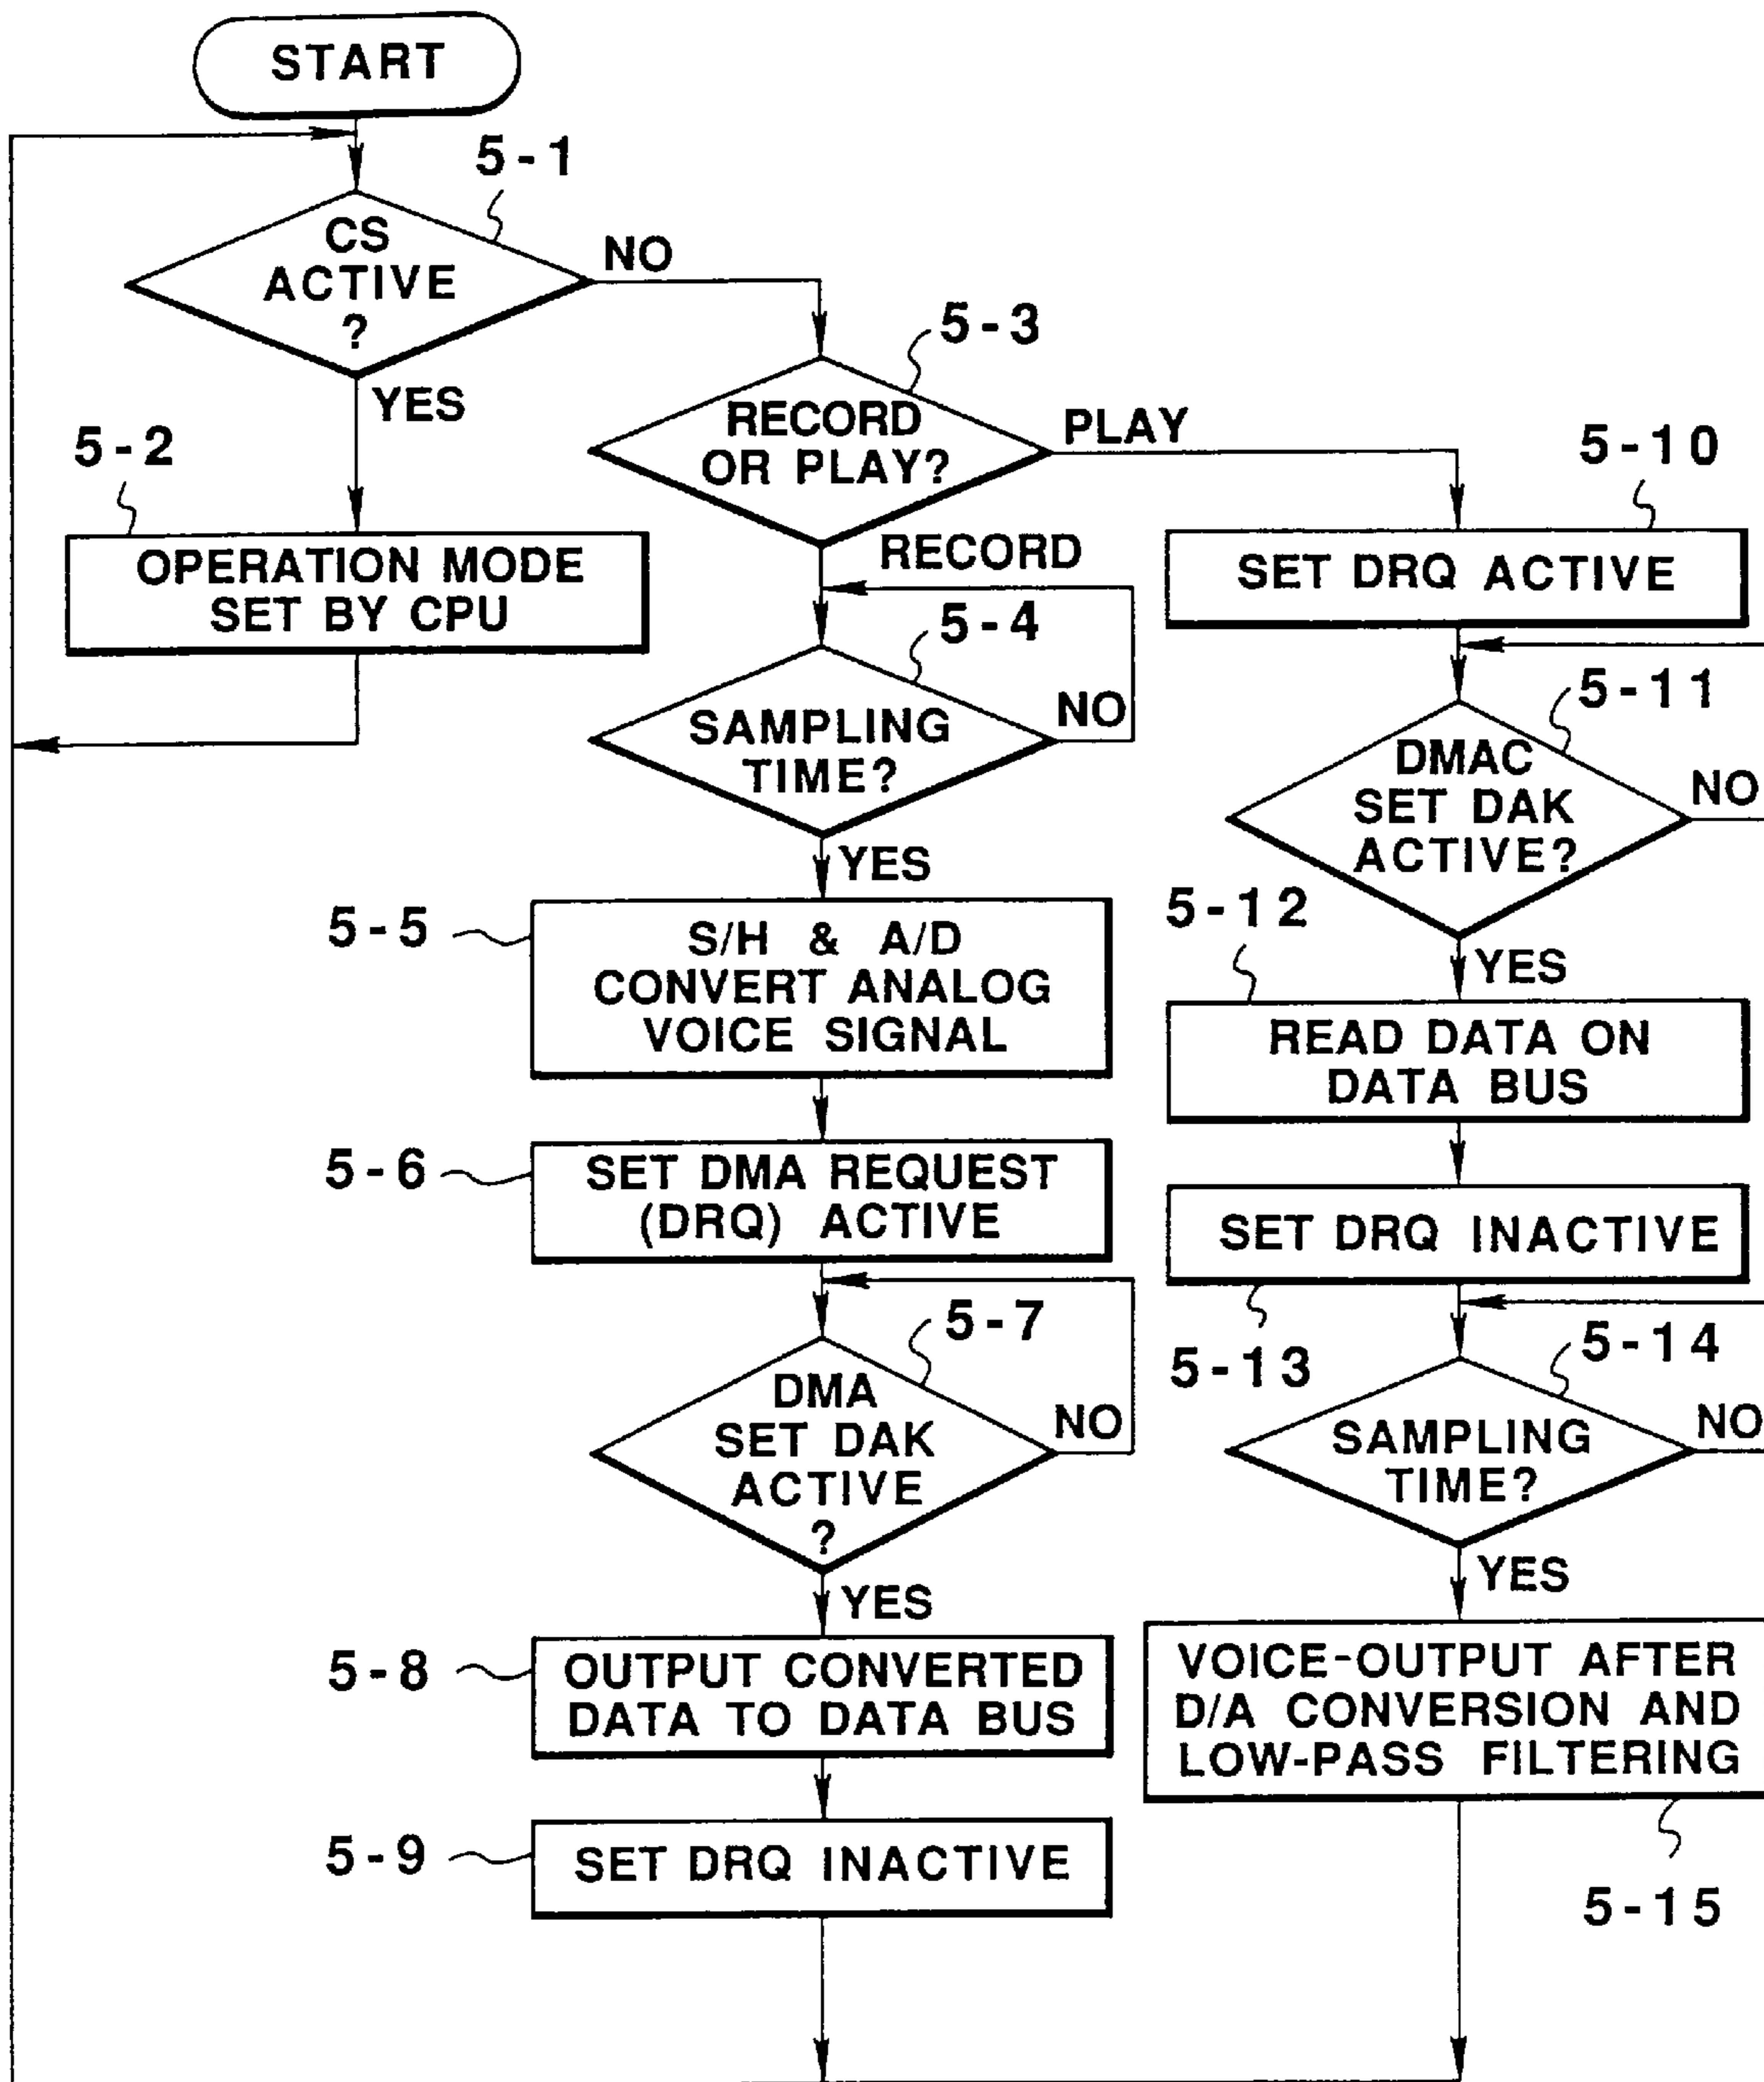 START
5-1
CS
ACTIVE
?
NO
YES
5-2
OPERATION MODE
SET BY CPU
5-3
RECORD
OR PLAY?
PLAY
RECORD
5-4
SAMPLING
TIME?
NO
YES
5-5
S/H & A/D
CONVERT ANALOG
VOICE SIGNAL
5-6
SET DMA REQUEST
(DRQ) ACTIVE
5-7
DMA
SET DAK
ACTIVE
?
NO
YES
5-8
OUTPUT CONVERTED
DATA TO DATA BUS
5-9
SET DRQ INACTIVE
5-10
SET DRQ ACTIVE
5-11
DMAC
SET DAK
ACTIVE?
NO
5-12
YES
READ DATA ON
DATA BUS
SET DRQ INACTIVE
5-13
5-14
SAMPLING
TIME?
NO
YES
VOICE-OUTPUT AFTER
D/A CONVERSION AND
LOW-PASS FILTERING
5-15